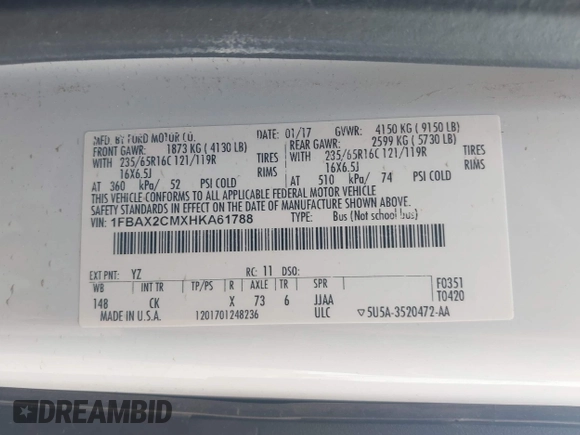 MFD. BY FORD MOTOR CO.
DATE: 01/17 GVWR: 4150 KG ( 9150 LB)
FRONT GAWR: 1873 KG ( 4130 LB) REAR GAWR: 2599 KG ( 5730 LB)
WITH 235/65R16C 121/119R TIRES WITH 235/65R16C 121/119R TIRES
16X6.5J RIMS 16X6.5J RIMS
AT 360 kPa/ 52 PSI COLD AT 510 kPa/ 74 PSI COLD
THIS VEHICLE CONFORMS TO ALL APPLICABLE FEDERAL MOTOR VEHICLE
SAFETY STANDARDS IN EFFECT ON THE DATE OF MANUFACTURE SHOWN ABOVE.
VIN: 1FBAX2CMXHKA61788 TYPE: Bus (Not school bus)
EXT PNT: YZ RC: 11 DSO:
WB INT TR TP/PS R AXLE TR SPR F0351
148 CK X 73 6 JJAA T0420
MADE IN U.S.A. 1201701248236 ULC ▽5U5A-3520472-AA
DREAMBID